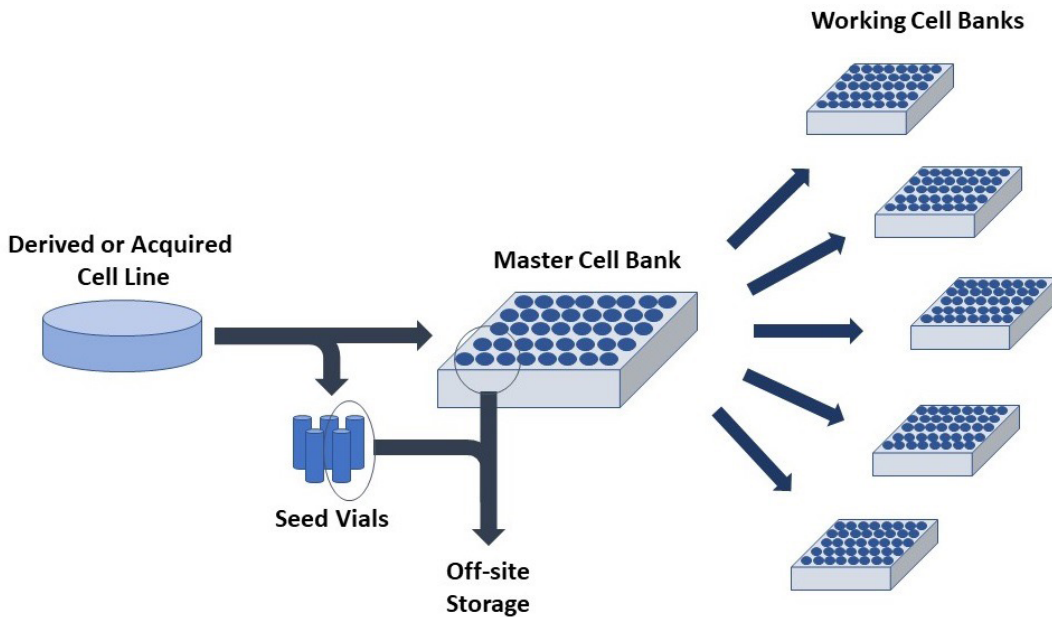 Working Cell Banks
Derived or Acquired
Cell Line
Master Cell Bank
Seed Vials
Off-site
Storage